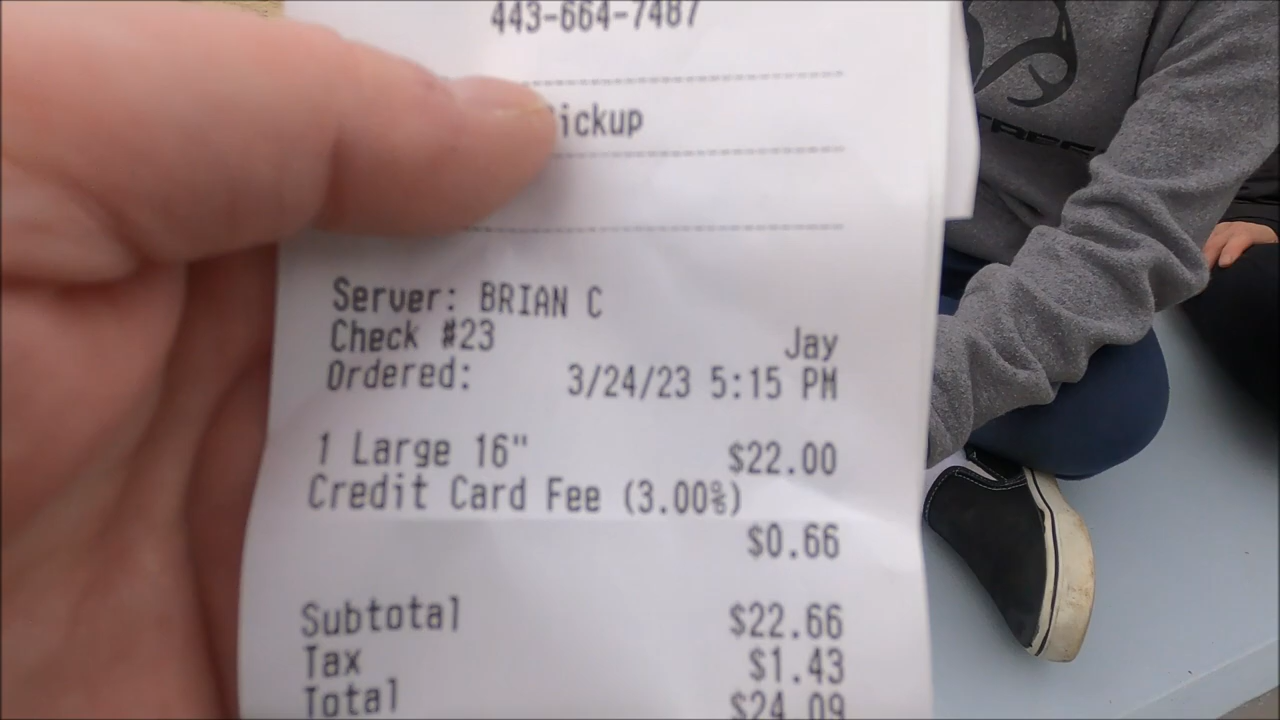 443-664-7487
Pickup
Server: BRIAN C
Check #23 Jay
Ordered: 3/24/23 5:15 PM
1 Large 16" $22.00
Credit Card Fee (3.00%)
$0.66
Subtotal $22.66
Tax $1.43
Total $24.09